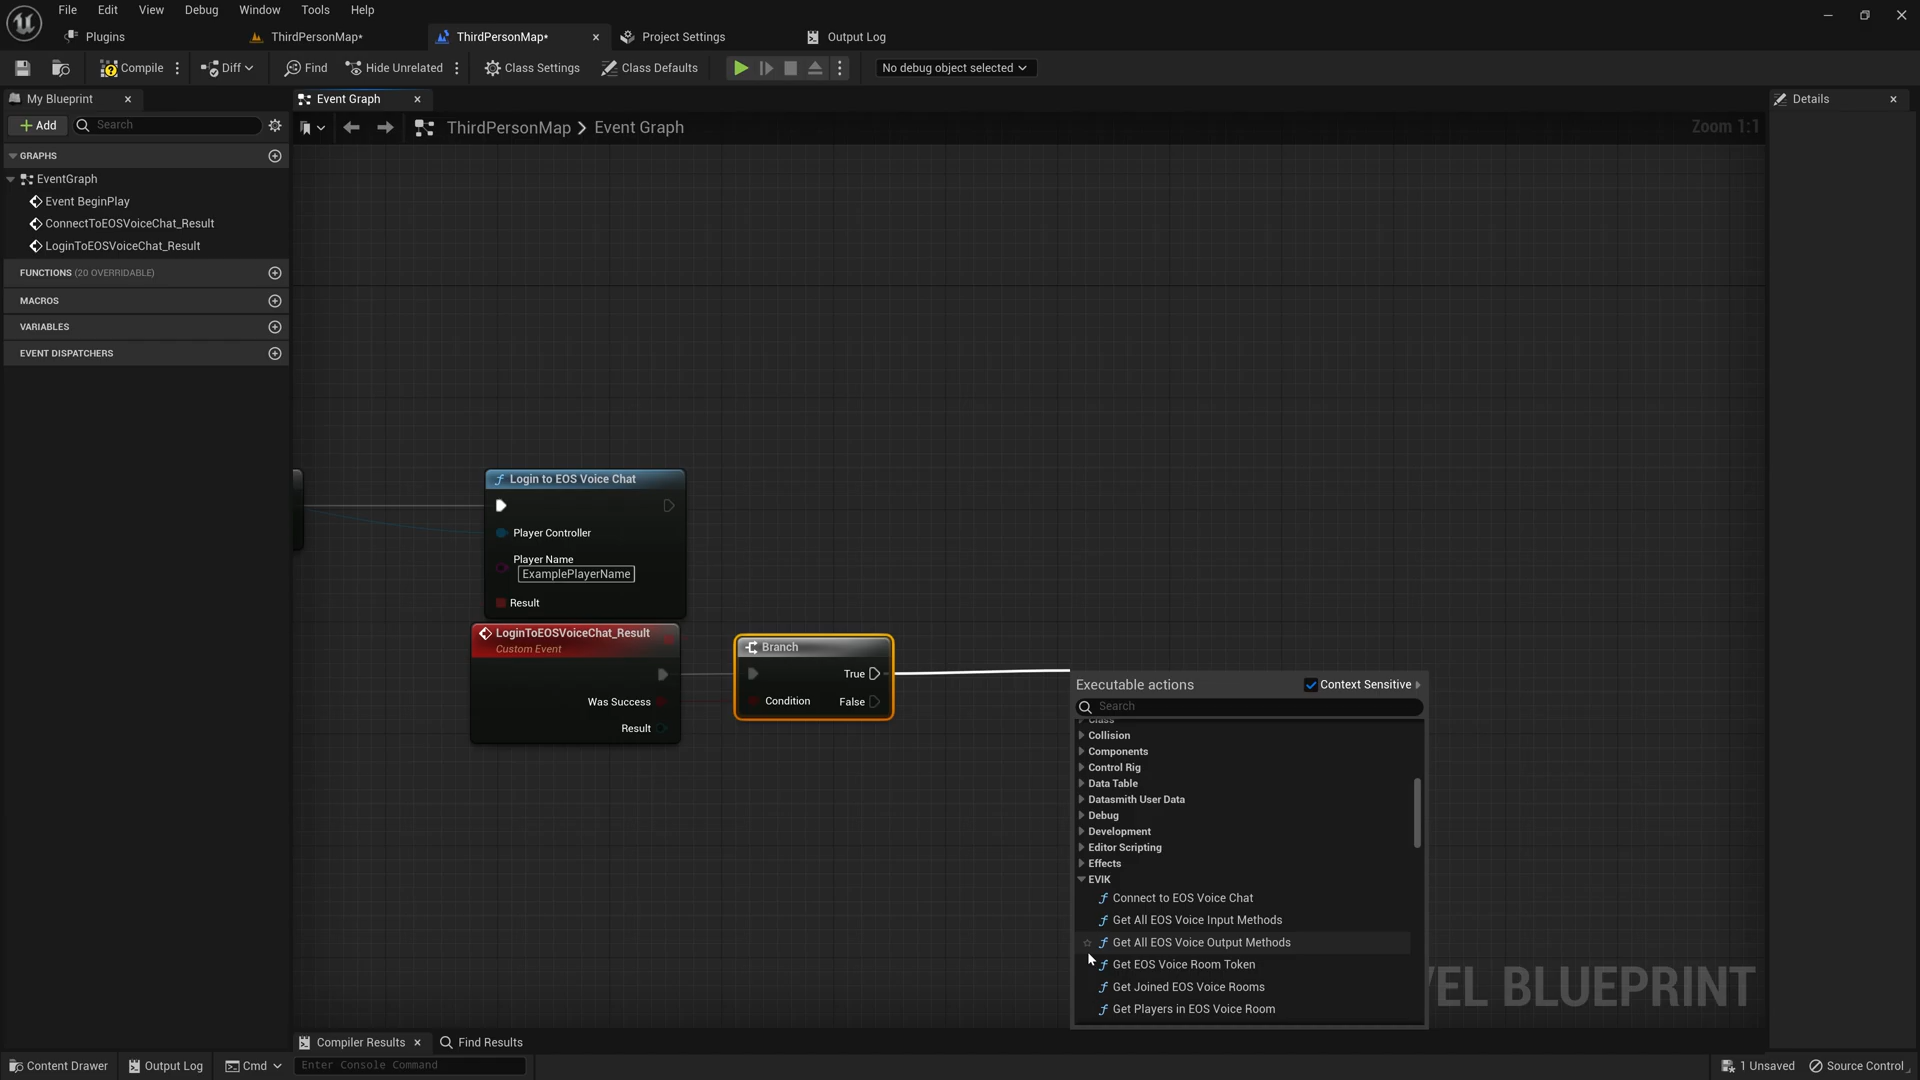 File Edit View Debug Window Tools Help
Plugins ThirdPersonMap* ThirdPersonMap* Project Settings Output Log
Compile Diff Find Hide Unrelated Class Settings Class Defaults No debug object selected
My Blueprint Event Graph Details
Add Search ThirdPersonMap > Event Graph Zoom 1:1
GRAPHS
EventGraph
Event BeginPlay
ConnectToEOSVoiceChat_Result
LoginToEOSVoiceChat_Result
FUNCTIONS (20 OVERRIDABLE)
MACROS
VARIABLES
EVENT DISPATCHERS
Login to EOS Voice Chat
Player Controller
Player Name
ExamplePlayerName
Result
LoginToEOSVoiceChat_Result
Custom Event
Was Success
Result
Branch
True
Condition False
Executable actions Context Sensitive
Search
Class
Collision
Components
Control Rig
Data Table
Datasmith User Data
Debug
Development
Editor Scripting
Effects
EVIK
Connect to EOS Voice Chat
Get All EOS Voice Input Methods
Get All EOS Voice Output Methods
Get EOS Voice Room Token
Get Joined EOS Voice Rooms
Get Players in EOS Voice Room
VEL BLUEPRINT
Compiler Results Find Results
Content Drawer Output Log Cmd Enter Console Command 1 Unsaved Source Control